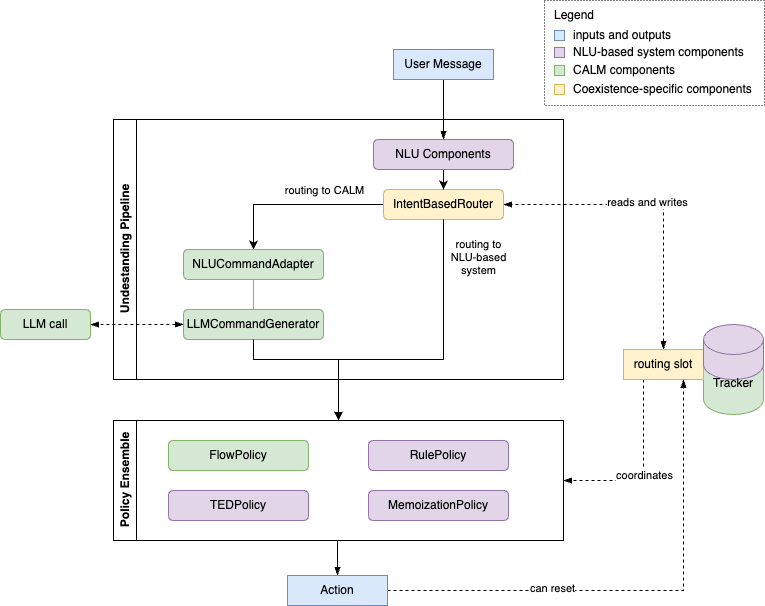 Legend
inputs and outputs
NLU-based system components
CALM components
Coexistence-specific components
User Message
Undestanding Pipeline
NLU Components
routing to CALM
IntentBasedRouter
reads and writes
routing to
NLU-based
system
NLUCommandAdapter
LLM call
LLMCommandGenerator
routing slot
Tracker
Policy Ensemble
FlowPolicy
RulePolicy
coordinates
TEDPolicy
MemoizationPolicy
Action
can reset